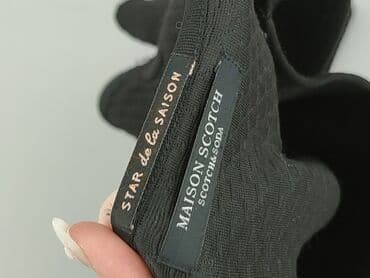 STAR de la SAISON
MAISON SCOTCH
SCOTCH&SODA